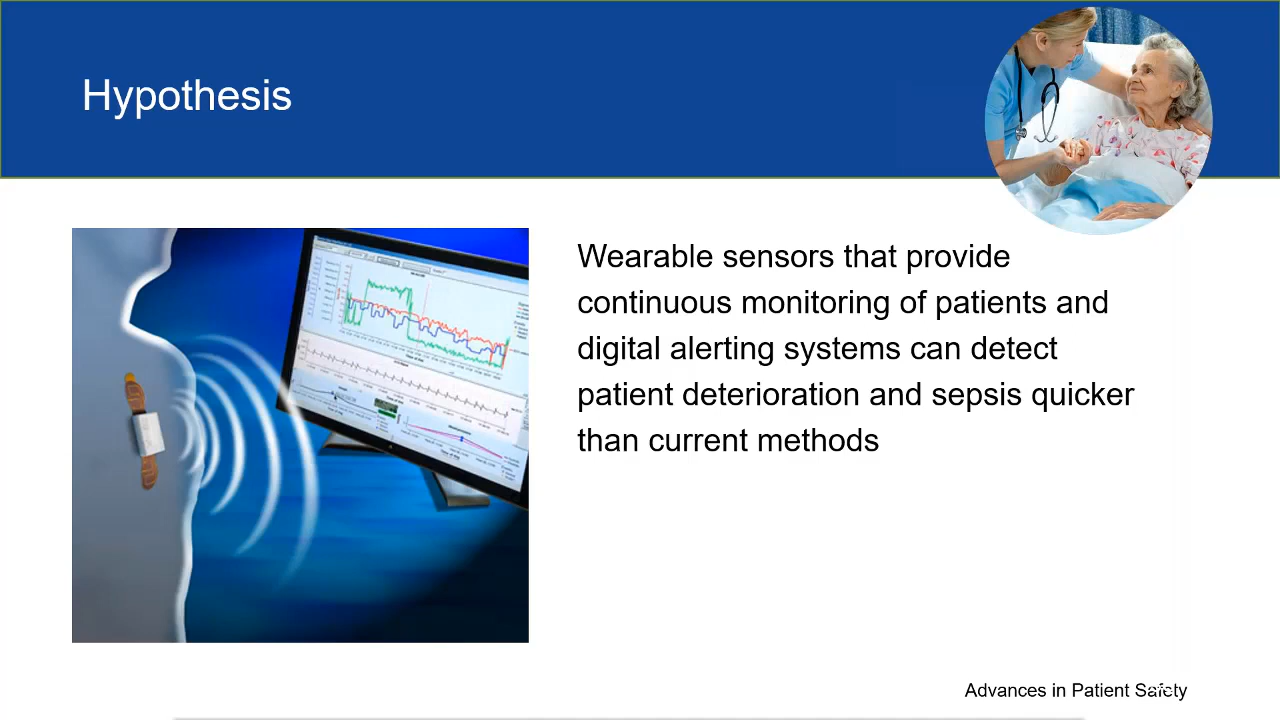 Hypothesis
Wearable sensors that provide
continuous monitoring of patients and
digital alerting systems can detect
patient deterioration and sepsis quicker
than current methods
Advances in Patient Safety